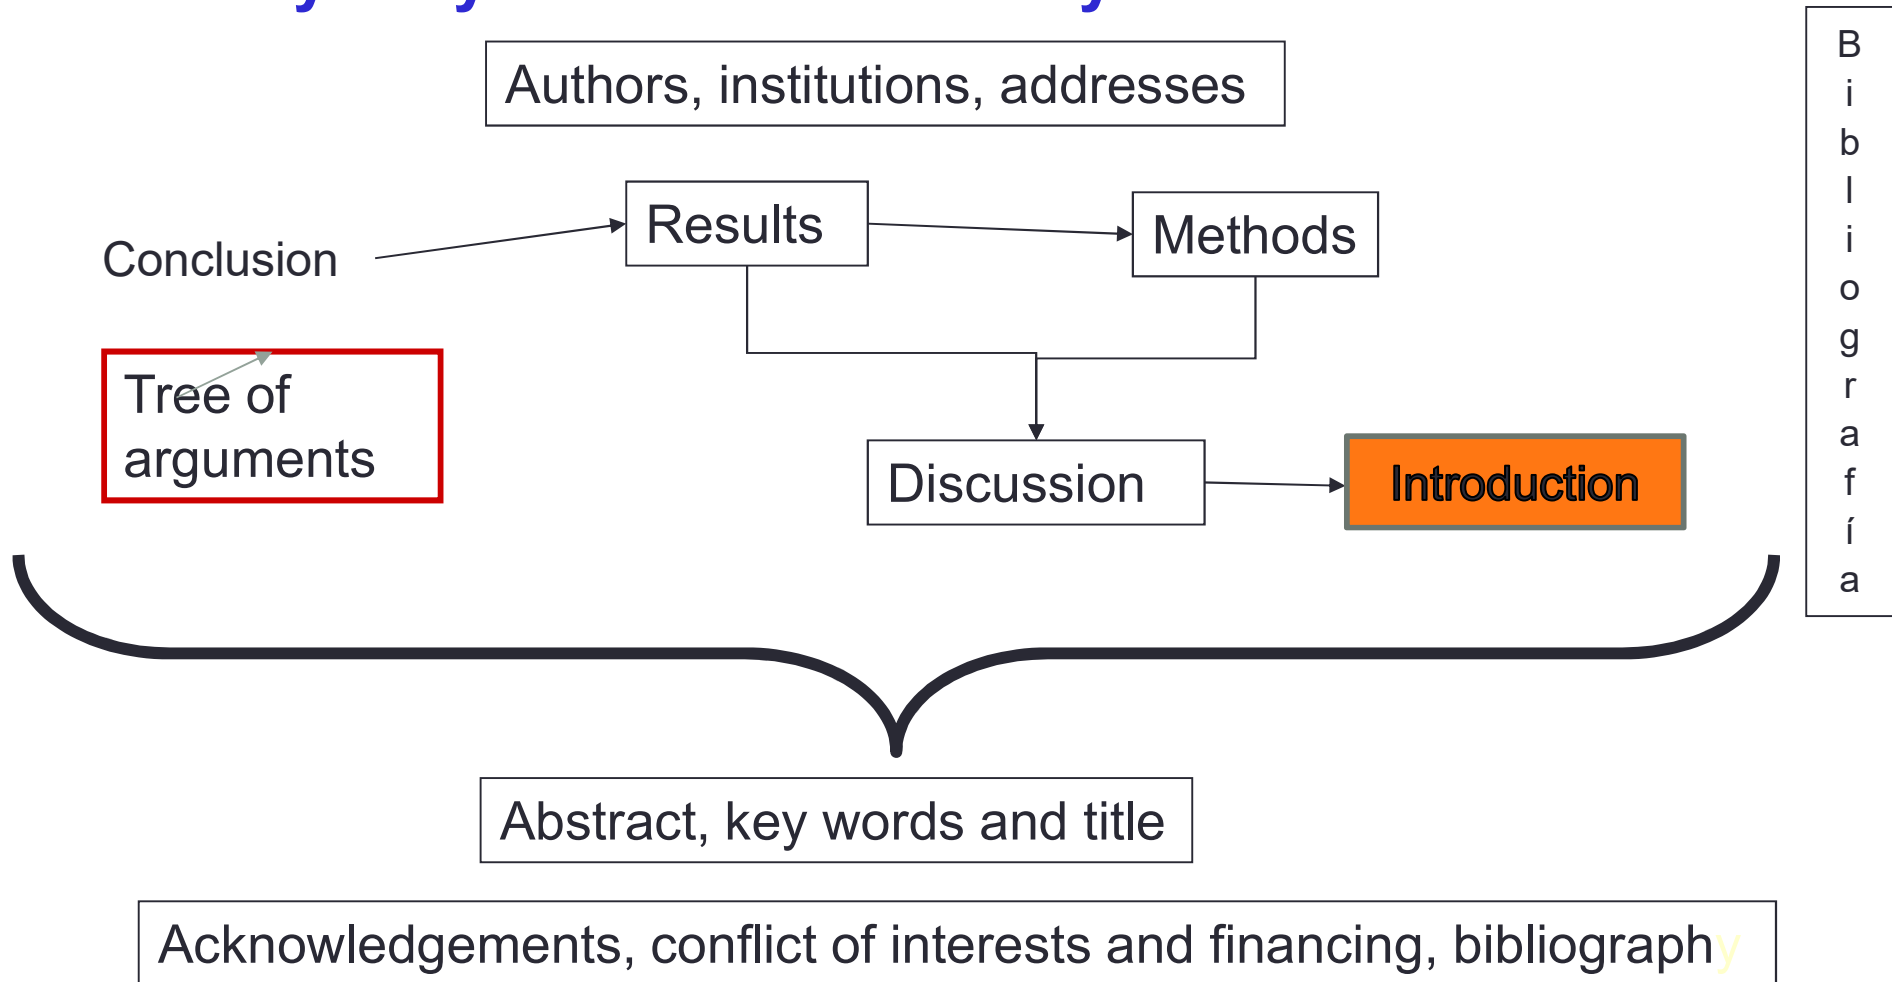 Authors, institutions, addresses
Results
Methods
Conclusion
Tree of
arguments
Discussion
Introduction
Abstract, key words and title
Acknowledgements, conflict of interests and financing, bibliography
B
i
b
l
i
o
g
r
a
f
í
a